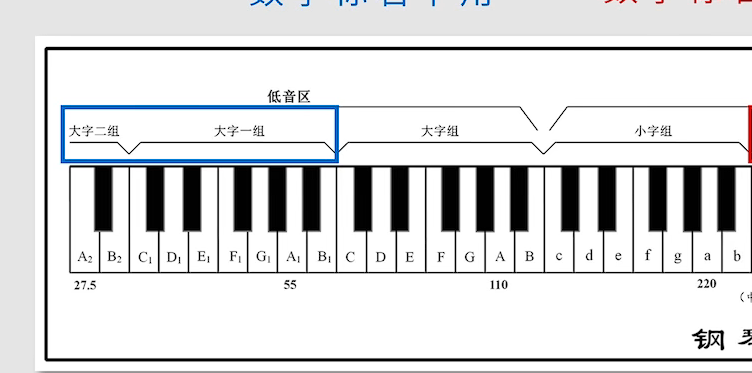 低音区
大字二组 大字一组 大字组 小字组
A2 B2 C1 D1 E1 F1 G1 A1 B1 C D E F G A B c d e f g a b
27.5 55 110 220
钢